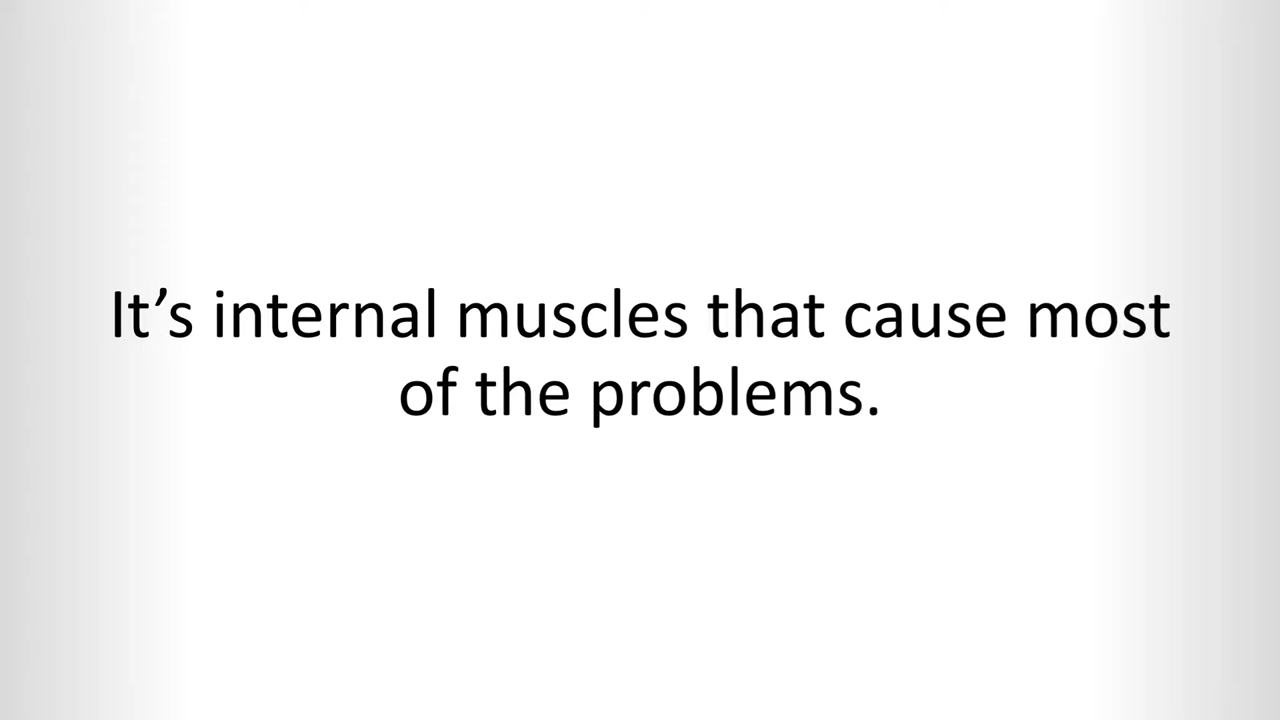 It’s internal muscles that cause most
of the problems.